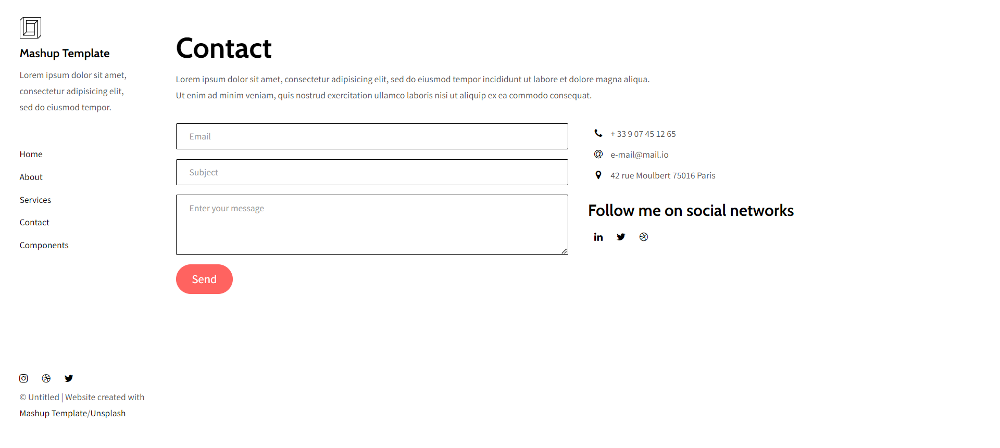 Mashup Template
Lorem ipsum dolor sit amet,
consectetur adipisicing elit,
sed do eiusmod tempor.
Home
About
Services
Contact
Components
© Untitled | Website created with
Mashup Template/Unsplash
Contact
Lorem ipsum dolor sit amet, consectetur adipisicing elit, sed do eiusmod tempor incididunt ut labore et dolore magna aliqua.
Ut enim ad minim veniam, quis nostrud exercitation ullamco laboris nisi ut aliquip ex ea commodo consequat.
Email
Subject
Enter your message
Send
+ 33 9 07 45 12 65
e-mail@mail.io
42 rue Moulbert 75016 Paris
Follow me on social networks